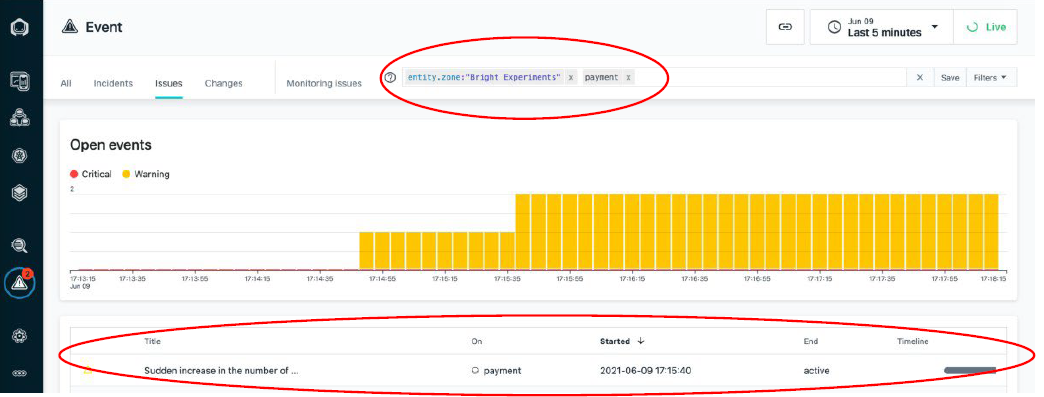 Event
Jun 09
Last 5 minutes
Live
All Incidents Issues Changes Monitoring issues
entity.zone:"Bright Experiments" x payment x
X Save Filters
Open events
Critical Warning
2
17:13:15 17:13:35 17:13:55 17:14:15 17:14:35 17:14:55 17:15:15 17:15:35 17:15:55 17:16:15 17:16:35 17:16:55 17:17:15 17:17:35 17:17:55 17:18:15
Jun 09
2
Title On Started End Timeline
Sudden increase in the number of ... payment 2021-06-09 17:15:40 active